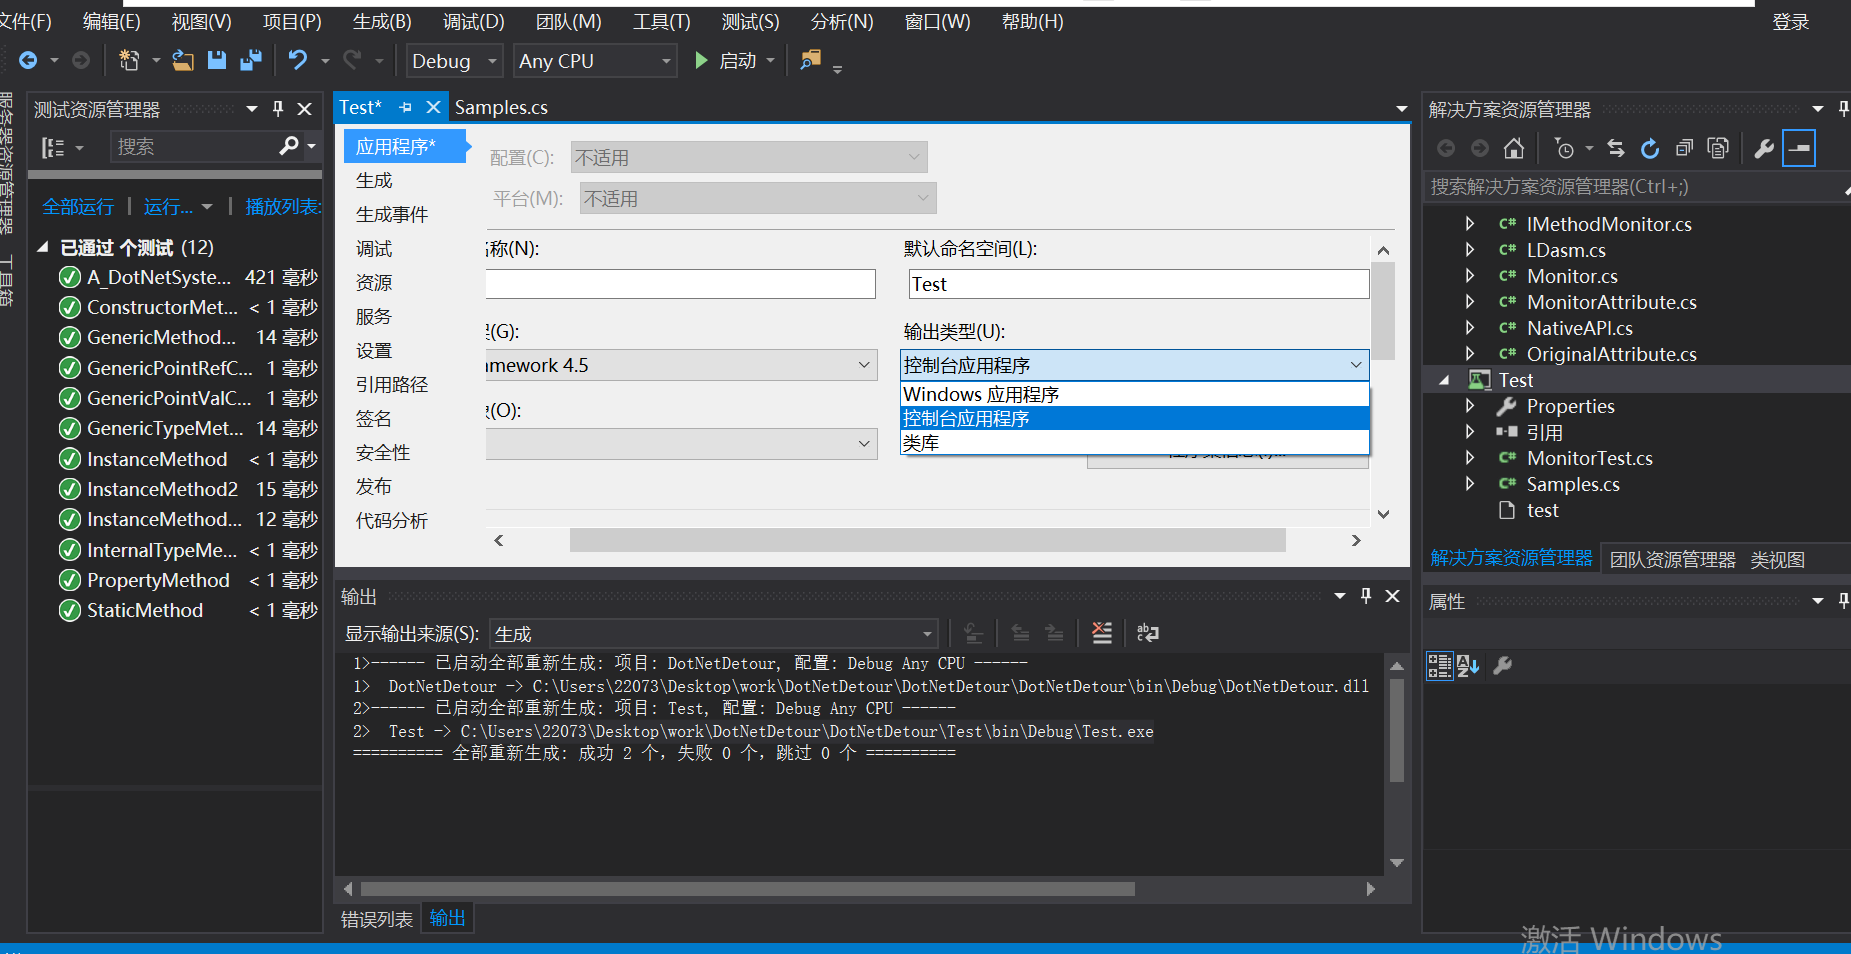 文件(F) 编辑(E) 视图(V) 项目(P) 生成(B) 调试(D) 团队(M) 工具(T) 测试(S) 分析(N) 窗口(W) 帮助(H) 登录
Debug Any CPU 启动
服务器资源管理器
工具箱
测试资源管理器
搜索
全部运行 | 运行... | 播放列表:
已通过 个测试 (12)
A_DotNetSyste... 421 毫秒
ConstructorMet... < 1 毫秒
GenericMethod... 14 毫秒
GenericPointRefC... 1 毫秒
GenericPointValC... 1 毫秒
GenericTypeMet... 14 毫秒
InstanceMethod < 1 毫秒
InstanceMethod2 15 毫秒
InstanceMethod... 12 毫秒
InternalTypeMe... < 1 毫秒
PropertyMethod < 1 毫秒
StaticMethod < 1 毫秒
Test* Samples.cs
应用程序*
生成
生成事件
调试
资源
服务
设置
引用路径
签名
安全性
发布
代码分析
配置(C): 不适用
平台(M): 不适用
名称(N): 默认命名空间(L):
Test
(G): 输出类型(U):
mework 4.5 控制台应用程序
Windows 应用程序
控制台应用程序
类库
(O):
输出
显示输出来源(S): 生成
1>------ 已启动全部重新生成: 项目: DotNetDetour, 配置: Debug Any CPU ------
1>  DotNetDetour -> C:\Users\22073\Desktop\work\DotNetDetour\DotNetDetour\DotNetDetour\bin\Debug\DotNetDetour.dll
2>------ 已启动全部重新生成: 项目: Test, 配置: Debug Any CPU ------
2>  Test -> C:\Users\22073\Desktop\work\DotNetDetour\DotNetDetour\Test\bin\Debug\Test.exe
========== 全部重新生成: 成功 2 个，失败 0 个，跳过 0 个 ==========
错误列表 输出
解决方案资源管理器
搜索解决方案资源管理器(Ctrl+;)
C# IMethodMonitor.cs
C# LDasm.cs
C# Monitor.cs
C# MonitorAttribute.cs
C# NativeAPI.cs
C# OriginalAttribute.cs
Test
Properties
引用
C# MonitorTest.cs
C# Samples.cs
test
解决方案资源管理器 团队资源管理器 类视图
属性
激活 Windows